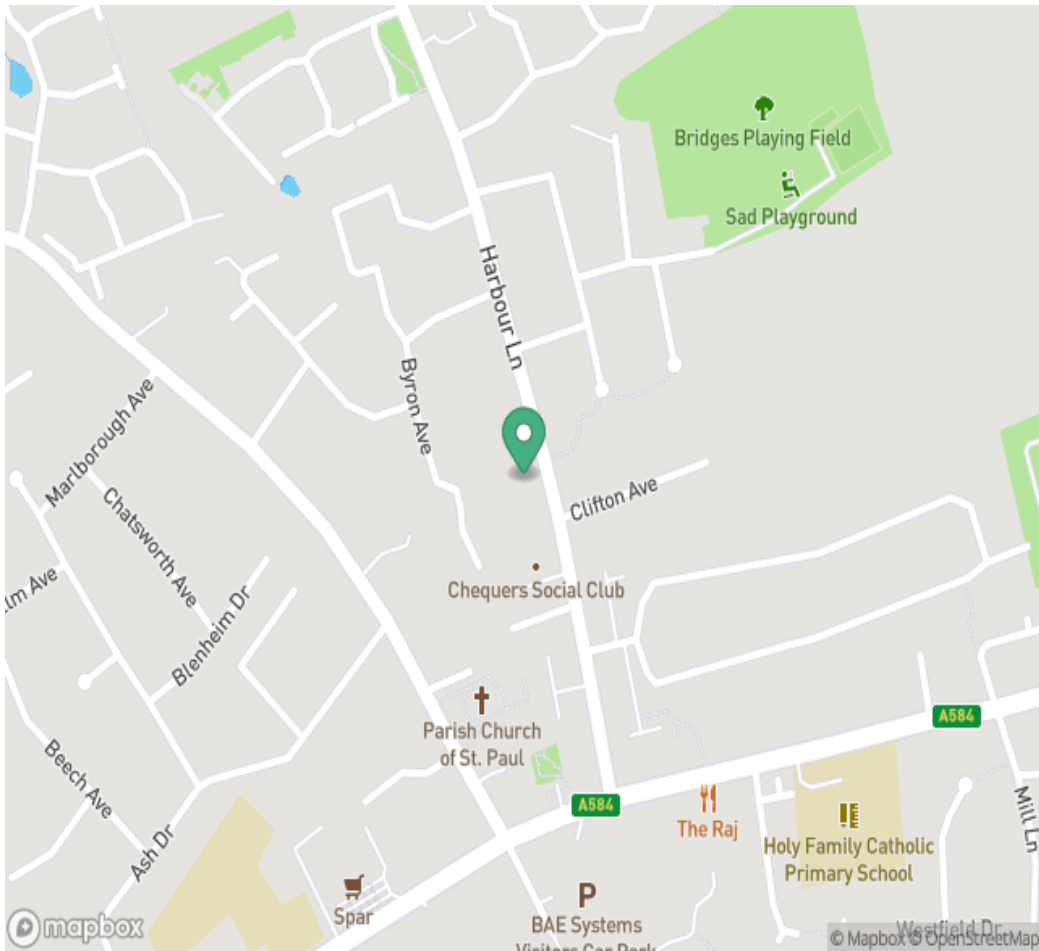 Bridges Playing Field
Sad Playground
Harbour Ln
Byron Ave
Marlborough Ave
Clifton Ave
Chatsworth Ave
Elm Ave
Chequers Social Club
Blenheim Dr
Parish Church
of St. Paul
A584
Beech Ave
A584
The Raj
Mill Ln
Ash Dr
Holy Family Catholic
Primary School
Spar
P
BAE Systems
Visitors Car Park
Westfield Dr
mapbox
© Mapbox © OpenStreetMap